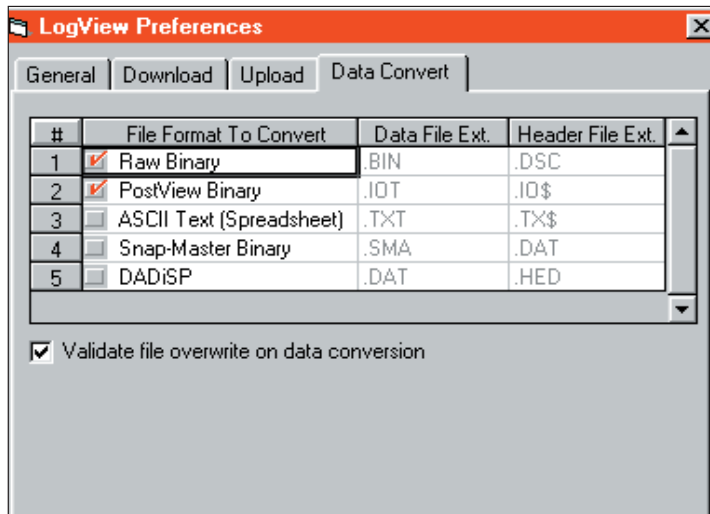 LogView Preferences
General Download Upload Data Convert
# File Format To Convert Data File Ext. Header File Ext.
1 Raw Binary .BIN .DSC
2 PostView Binary .IOT .IO$
3 ASCII Text (Spreadsheet) .TXT .TX$
4 Snap-Master Binary .SMA .DAT
5 DADiSP .DAT .HED
Validate file overwrite on data conversion